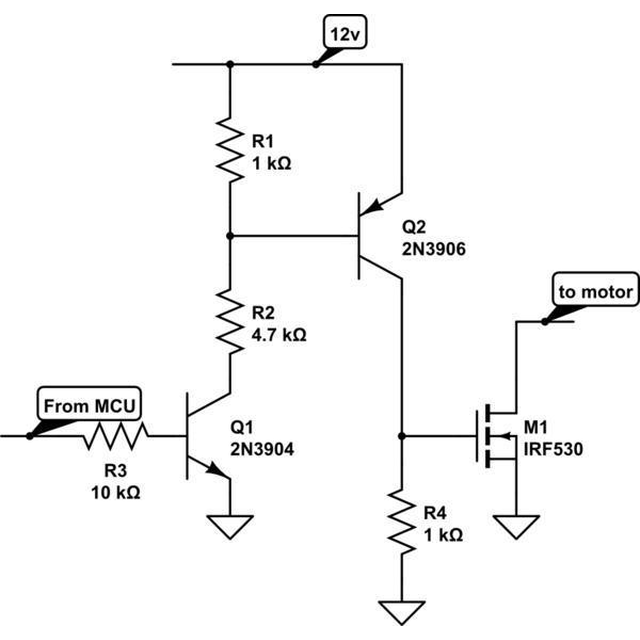 12v
R1
1 kΩ
Q2
2N3906
to motor
R2
4.7 kΩ
From MCU
Q1
2N3904
M1
IRF530
R3
10 kΩ
R4
1 kΩ